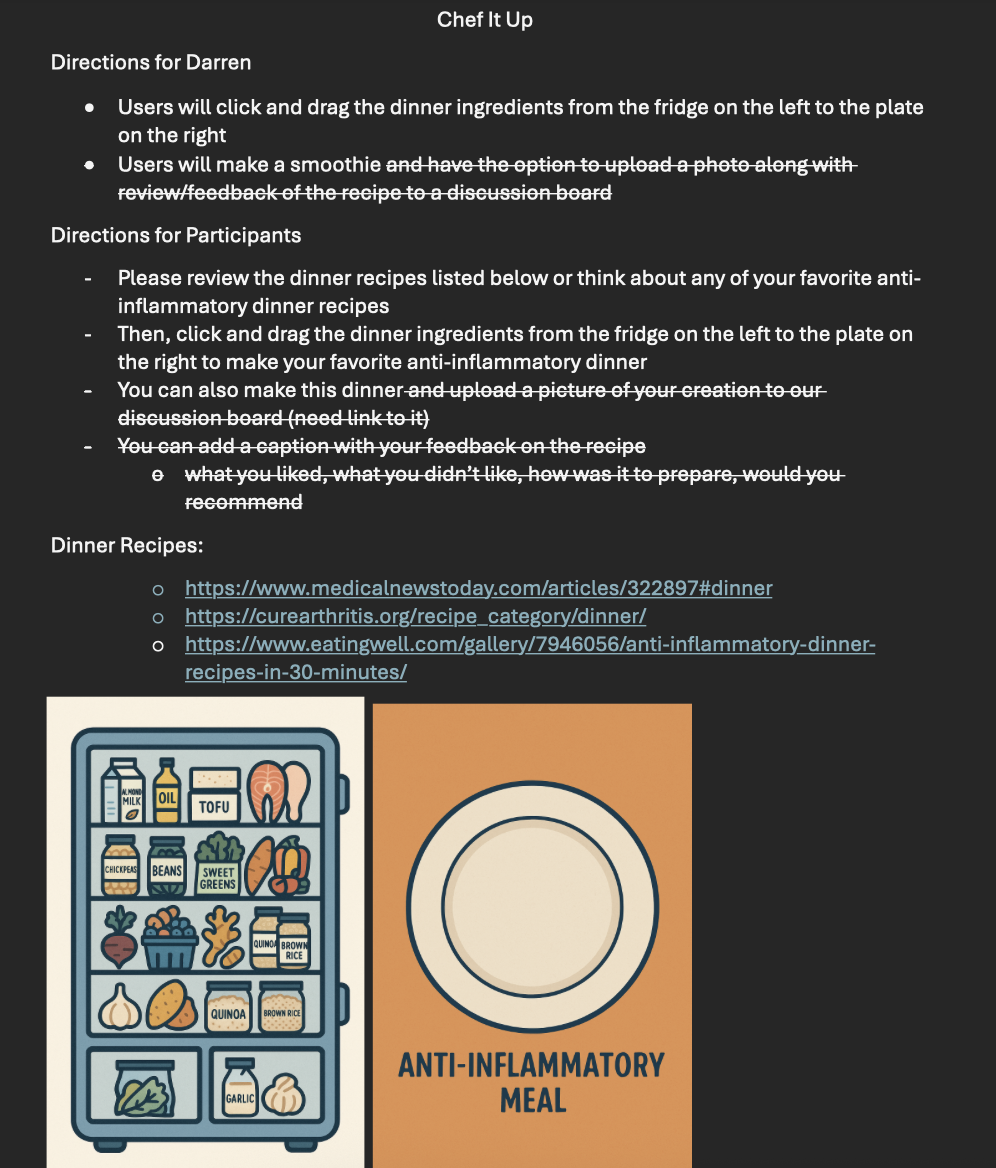 Chef It Up
Directions for Darren
● Users will click and drag the dinner ingredients from the fridge on the left to the plate
on the right
● Users will make a smoothie and have the option to upload a photo along with
review/feedback of the recipe to a discussion board
Directions for Participants
- Please review the dinner recipes listed below or think about any of your favorite anti-
inflammatory dinner recipes
- Then, click and drag the dinner ingredients from the fridge on the left to the plate on
the right to make your favorite anti-inflammatory dinner
- You can also make this dinner and upload a picture of your creation to our
discussion board (need link to it)
- You can add a caption with your feedback on the recipe
o what you liked, what you didn’t like, how was it to prepare, would you
recommend
Dinner Recipes:
o https://www.medicalnewstoday.com/articles/322897#dinner
o https://curearthritis.org/recipe_category/dinner/
o https://www.eatingwell.com/gallery/7946056/anti-inflammatory-dinner-
recipes-in-30-minutes/
ALMOND
MILK
OIL
TOFU
CHICKPEAS
BEANS
SWEET
GREENS
QUINOA
BROWN
RICE
QUINOA
BROWN RICE
GARLIC
ANTI-INFLAMMATORY
MEAL